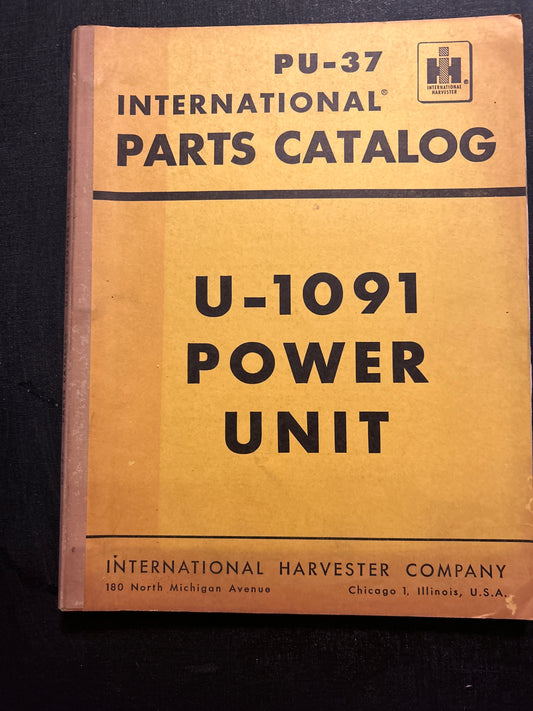 PU-37
IH
INTERNATIONAL
HARVESTER
®
INTERNATIONAL®
PARTS CATALOG
U-1091
POWER
UNIT
INTERNATIONAL HARVESTER COMPANY
180 North Michigan Avenue Chicago 1, Illinois, U.S.A.